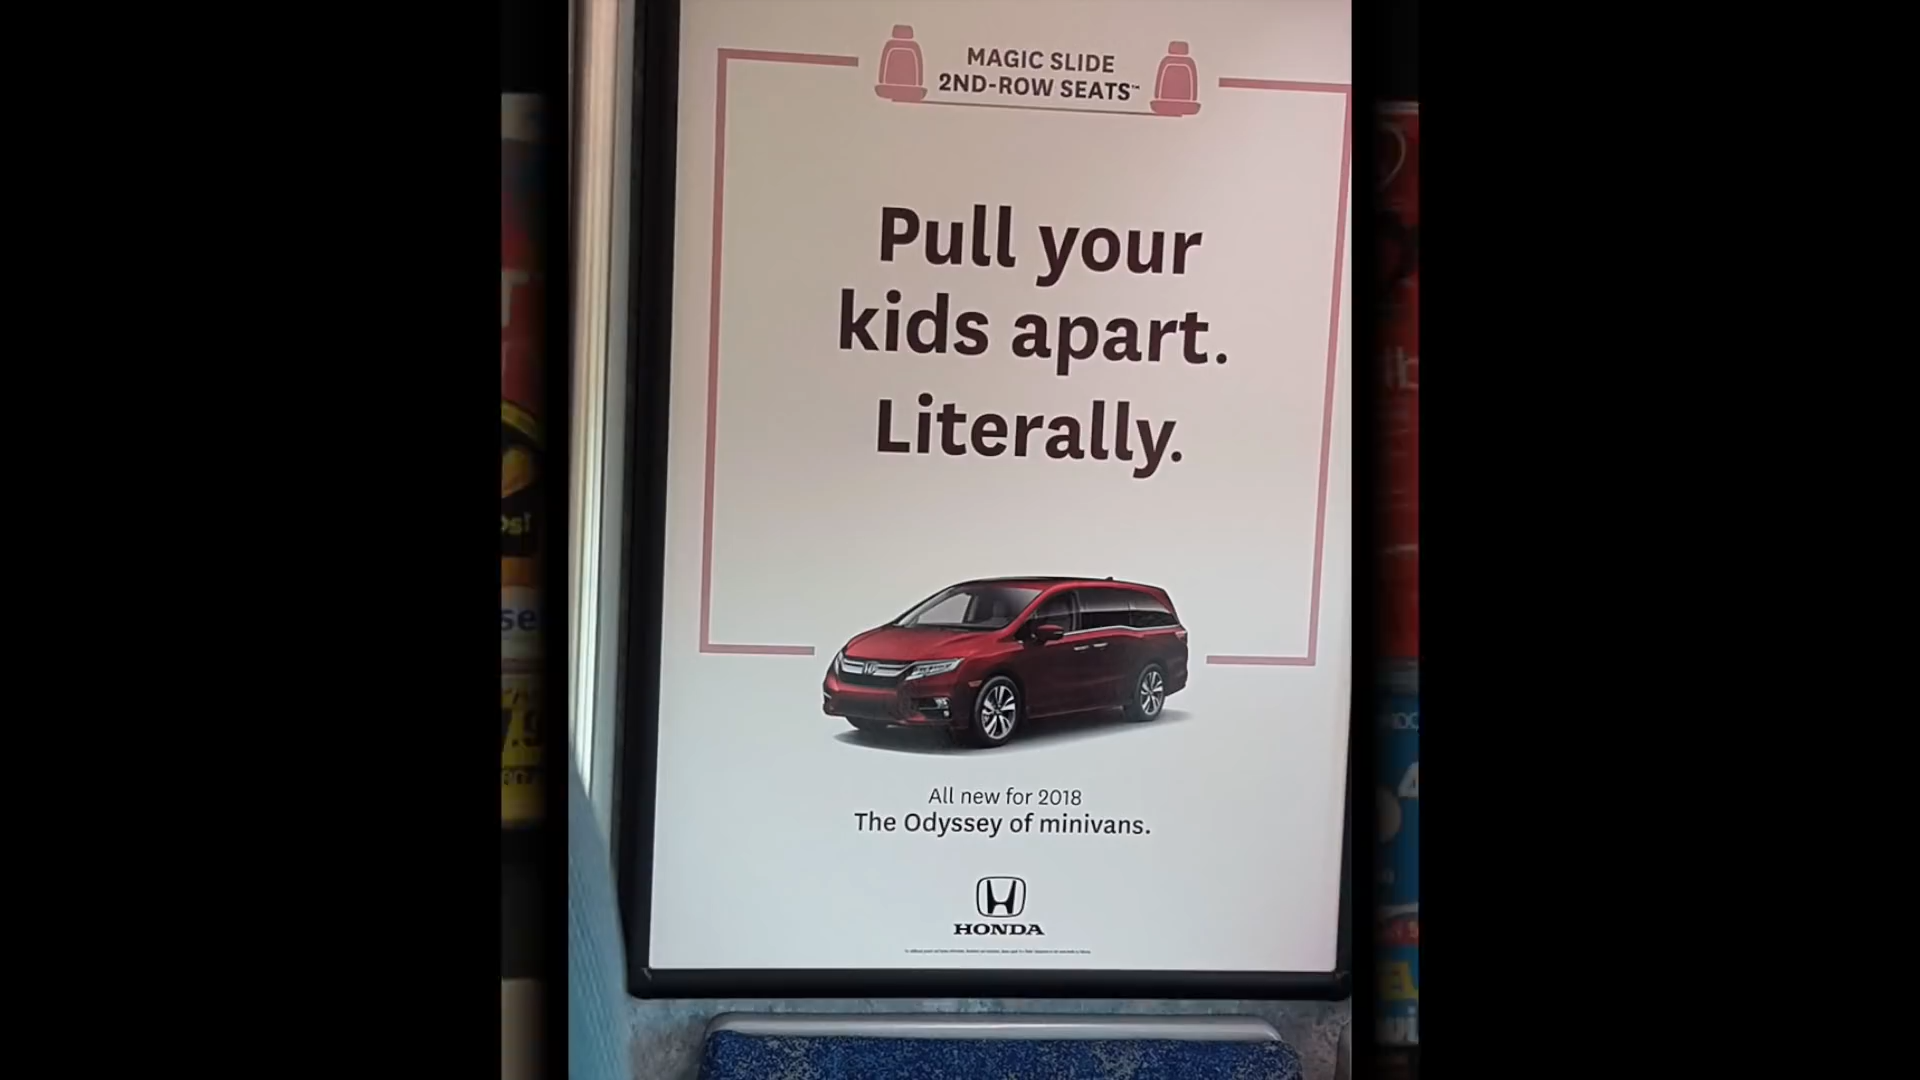 MAGIC SLIDE
2ND-ROW SEATS™
Pull your
kids apart.
Literally.
All new for 2018
The Odyssey of minivans.
HONDA